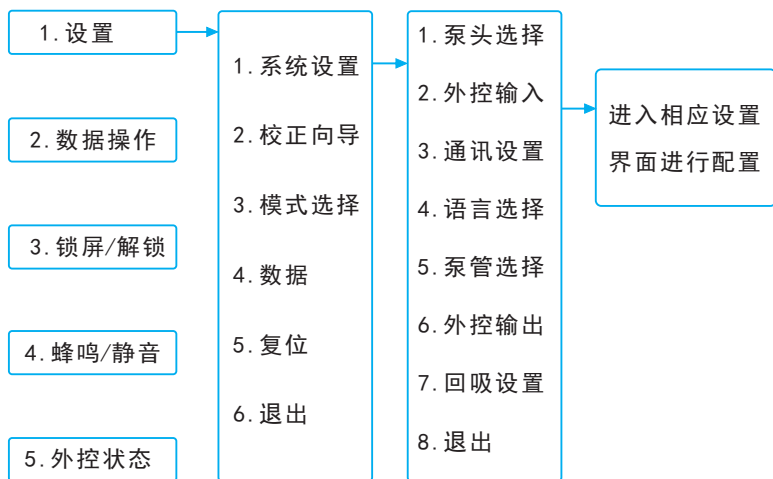 1.设置
2.数据操作
3.锁屏/解锁
4.蜂鸣/静音
5.外控状态
1.系统设置
2.校正向导
3.模式选择
4.数据
5.复位
6.退出
1.泵头选择
2.外控输入
3.通讯设置
4.语言选择
5.泵管选择
6.外控输出
7.回吸设置
8.退出
进入相应设置
界面进行配置